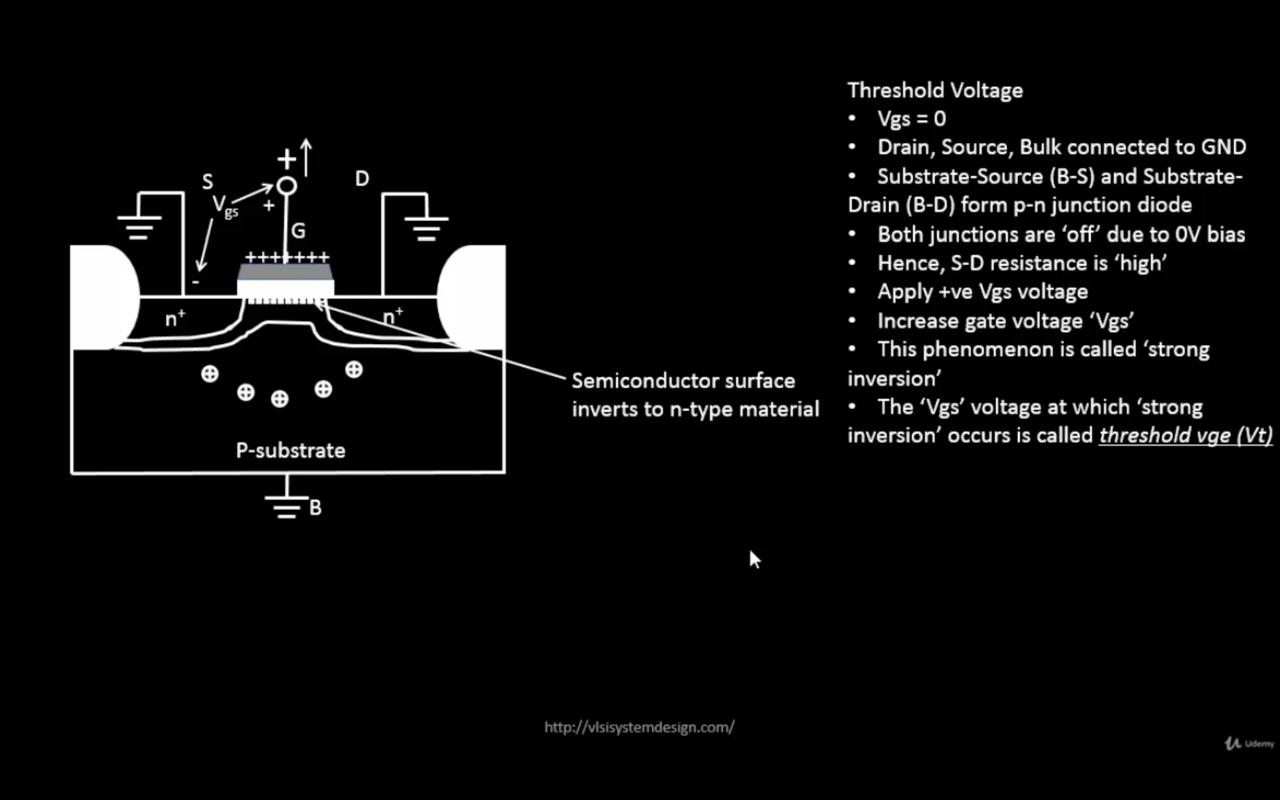 Threshold Voltage
• Vgs = 0
• Drain, Source, Bulk connected to GND
• Substrate-Source (B-S) and Substrate-
Drain (B-D) form p-n junction diode
• Both junctions are ‘off’ due to 0V bias
• Hence, S-D resistance is ‘high’
• Apply +ve Vgs voltage
• Increase gate voltage ‘Vgs’
• This phenomenon is called ‘strong
inversion’
• The ‘Vgs’ voltage at which ‘strong
inversion’ occurs is called threshold vge (Vt)
+
S
D
Vgs
+
G
+++++++
-
n+
n+
Semiconductor surface
inverts to n-type material
P-substrate
B
http://vlsisystemdesign.com/
Udemy